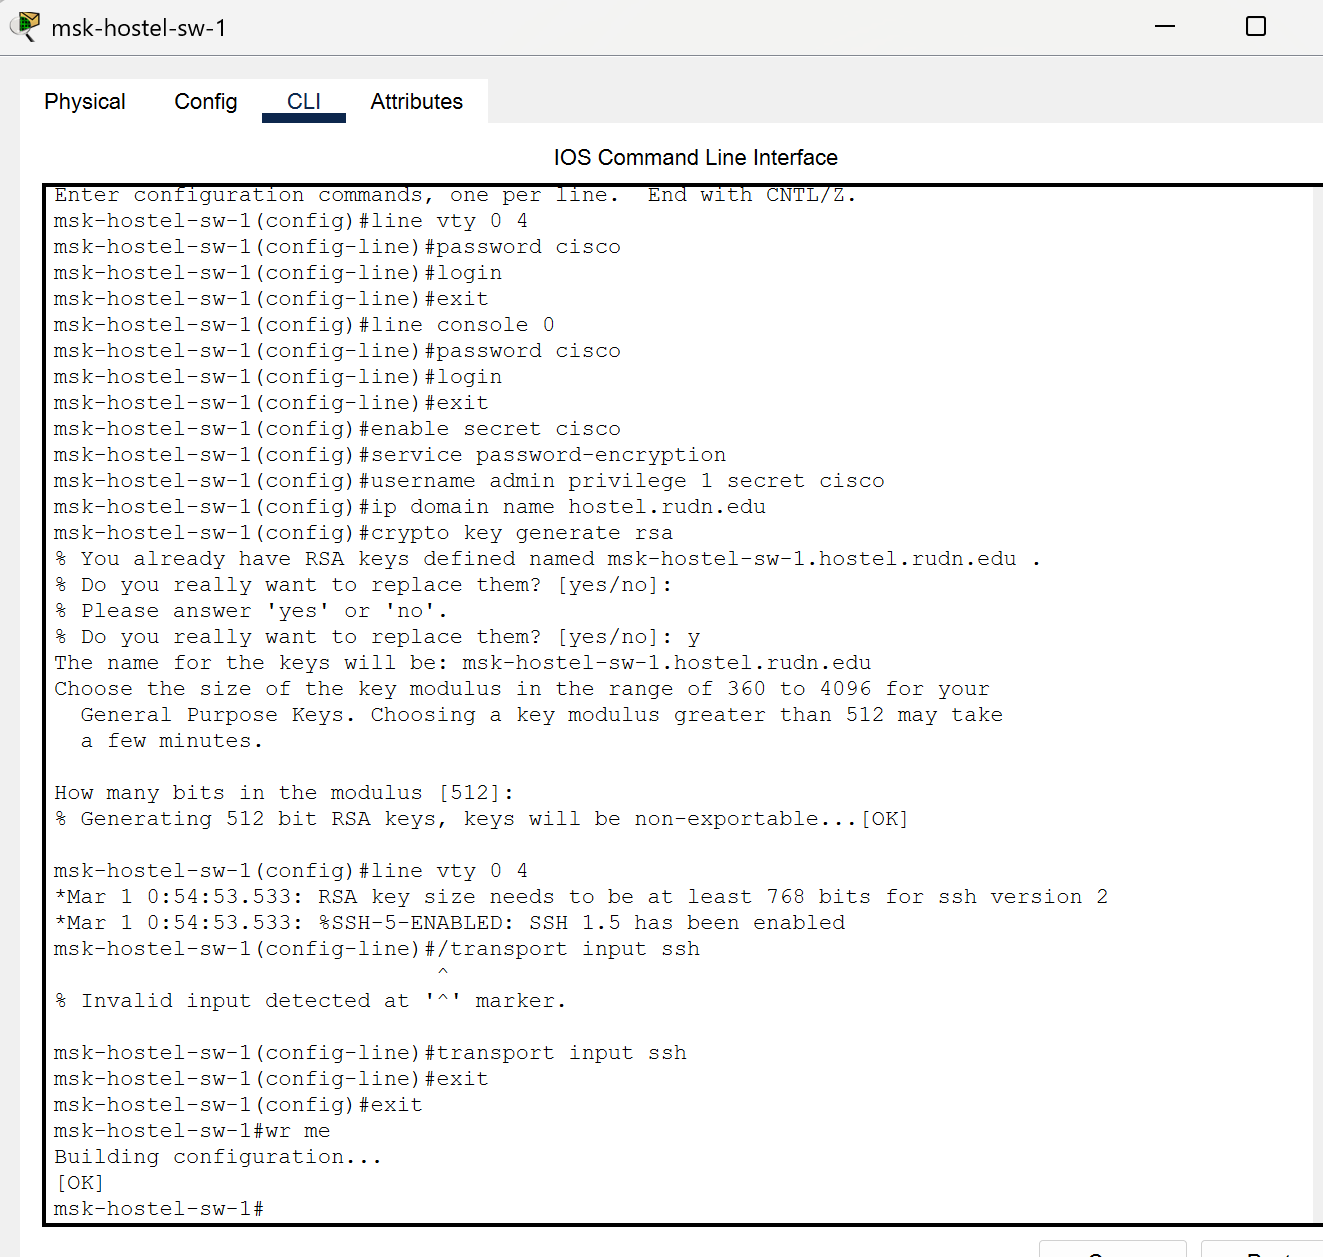 msk-hostel-sw-1
Physical Config CLI Attributes
IOS Command Line Interface
Enter configuration commands, one per line.  End with CNTL/Z.
msk-hostel-sw-1(config)#line vty 0 4
msk-hostel-sw-1(config-line)#password cisco
msk-hostel-sw-1(config-line)#login
msk-hostel-sw-1(config-line)#exit
msk-hostel-sw-1(config)#line console 0
msk-hostel-sw-1(config-line)#password cisco
msk-hostel-sw-1(config-line)#login
msk-hostel-sw-1(config-line)#exit
msk-hostel-sw-1(config)#enable secret cisco
msk-hostel-sw-1(config)#service password-encryption
msk-hostel-sw-1(config)#username admin privilege 1 secret cisco
msk-hostel-sw-1(config)#ip domain name hostel.rudn.edu
msk-hostel-sw-1(config)#crypto key generate rsa
% You already have RSA keys defined named msk-hostel-sw-1.hostel.rudn.edu .
% Do you really want to replace them? [yes/no]:
% Please answer 'yes' or 'no'.
% Do you really want to replace them? [yes/no]: y
The name for the keys will be: msk-hostel-sw-1.hostel.rudn.edu
Choose the size of the key modulus in the range of 360 to 4096 for your
  General Purpose Keys. Choosing a key modulus greater than 512 may take
  a few minutes.
How many bits in the modulus [512]:
% Generating 512 bit RSA keys, keys will be non-exportable...[OK]
msk-hostel-sw-1(config)#line vty 0 4
*Mar 1 0:54:53.533: RSA key size needs to be at least 768 bits for ssh version 2
*Mar 1 0:54:53.533: %SSH-5-ENABLED: SSH 1.5 has been enabled
msk-hostel-sw-1(config-line)#/transport input ssh
^
% Invalid input detected at '^' marker.
msk-hostel-sw-1(config-line)#transport input ssh
msk-hostel-sw-1(config-line)#exit
msk-hostel-sw-1(config)#exit
msk-hostel-sw-1#wr me
Building configuration...
[OK]
msk-hostel-sw-1#